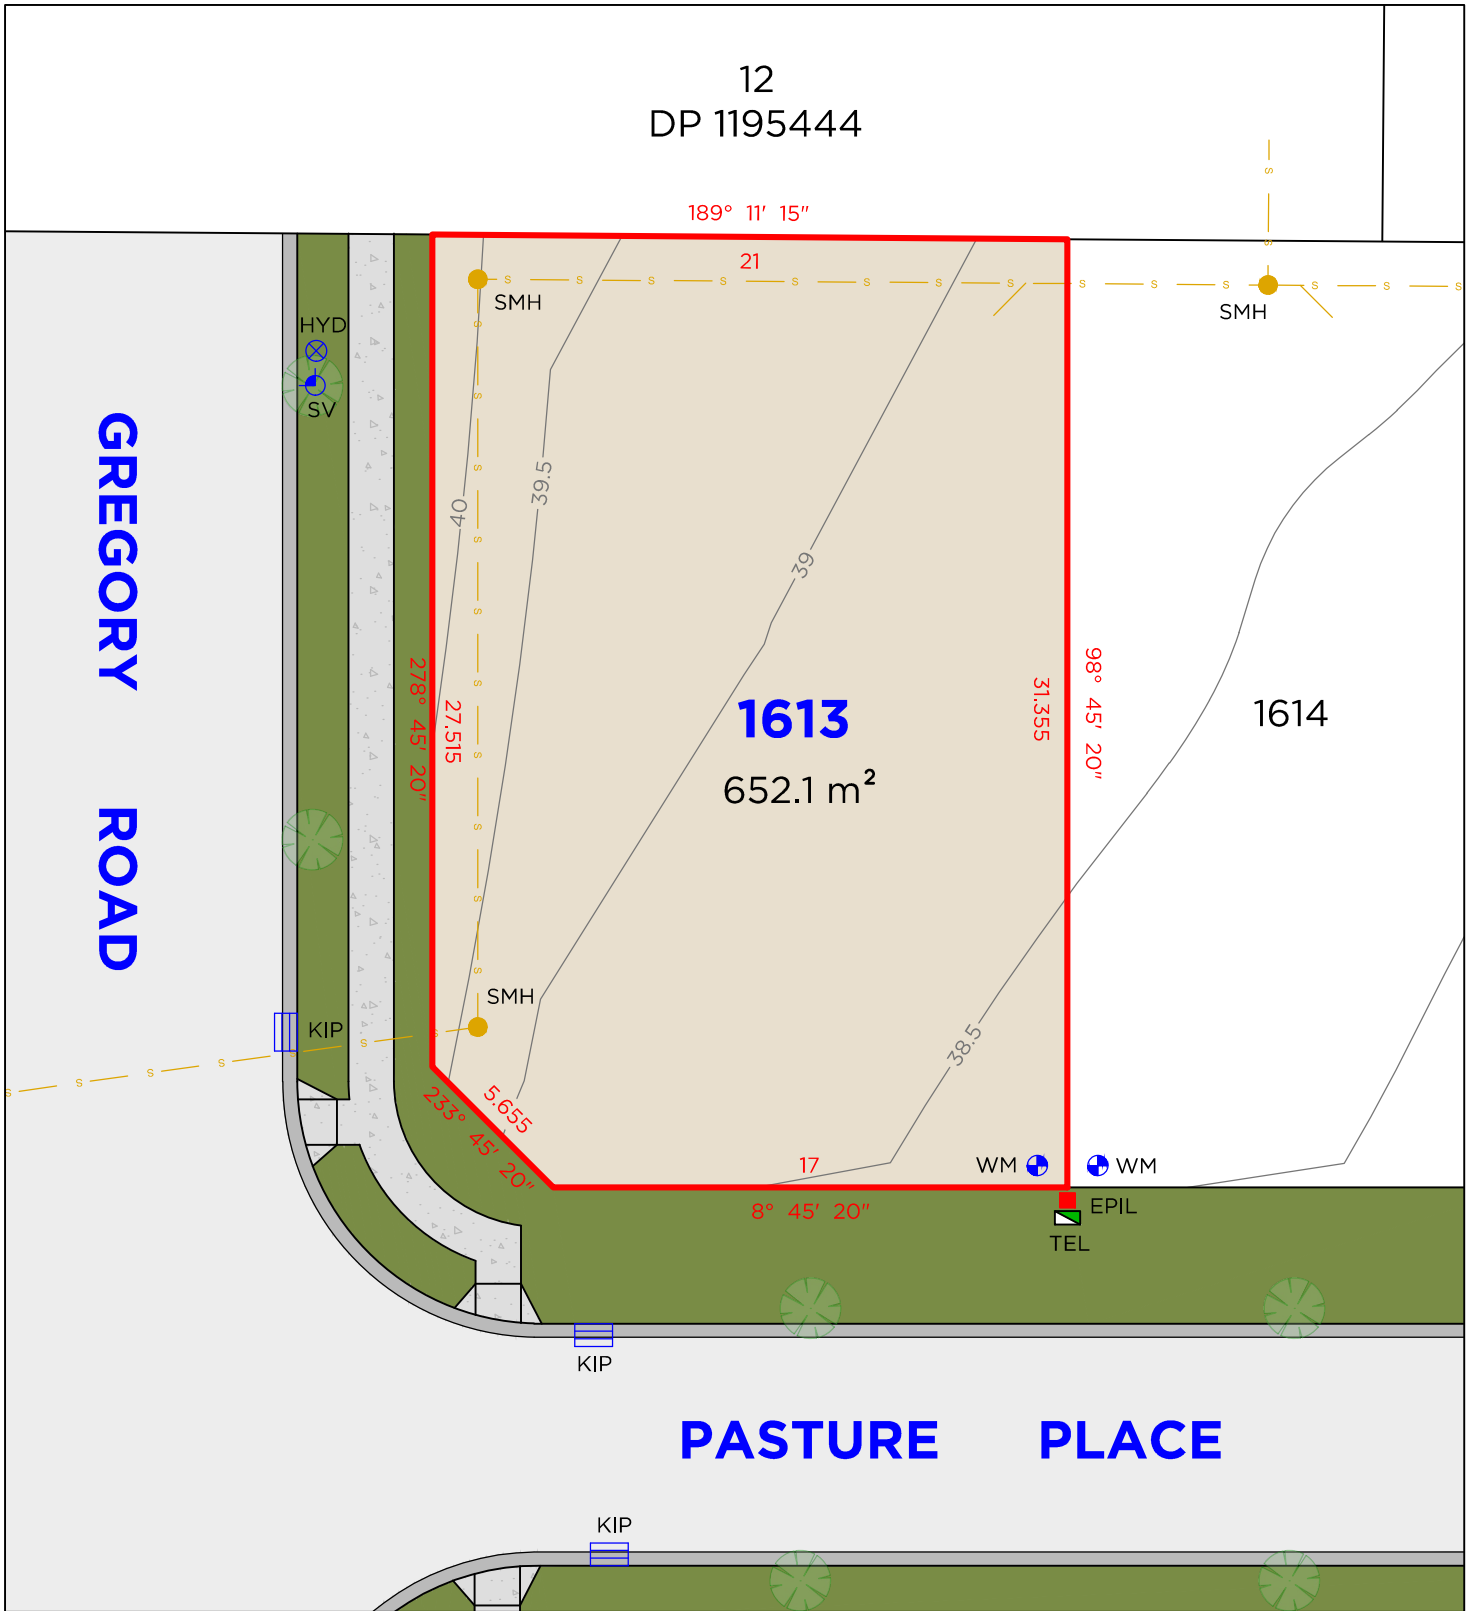 12
DP 1195444
189° 11' 15"
21
SMH
SMH
HYD
SV
GREGORY ROAD
40
39.5
39
278° 45' 20"
27.515
1613
652.1 m²
31.355
98° 45' 20"
1614
SMH
KIP
38.5
5.655
233° 45' 20"
17
8° 45' 20"
WM
WM
EPIL
TEL
KIP
PASTURE PLACE
KIP
s s s s s s s s s s s s
s s
s s s s s s s s s
s s s s s s